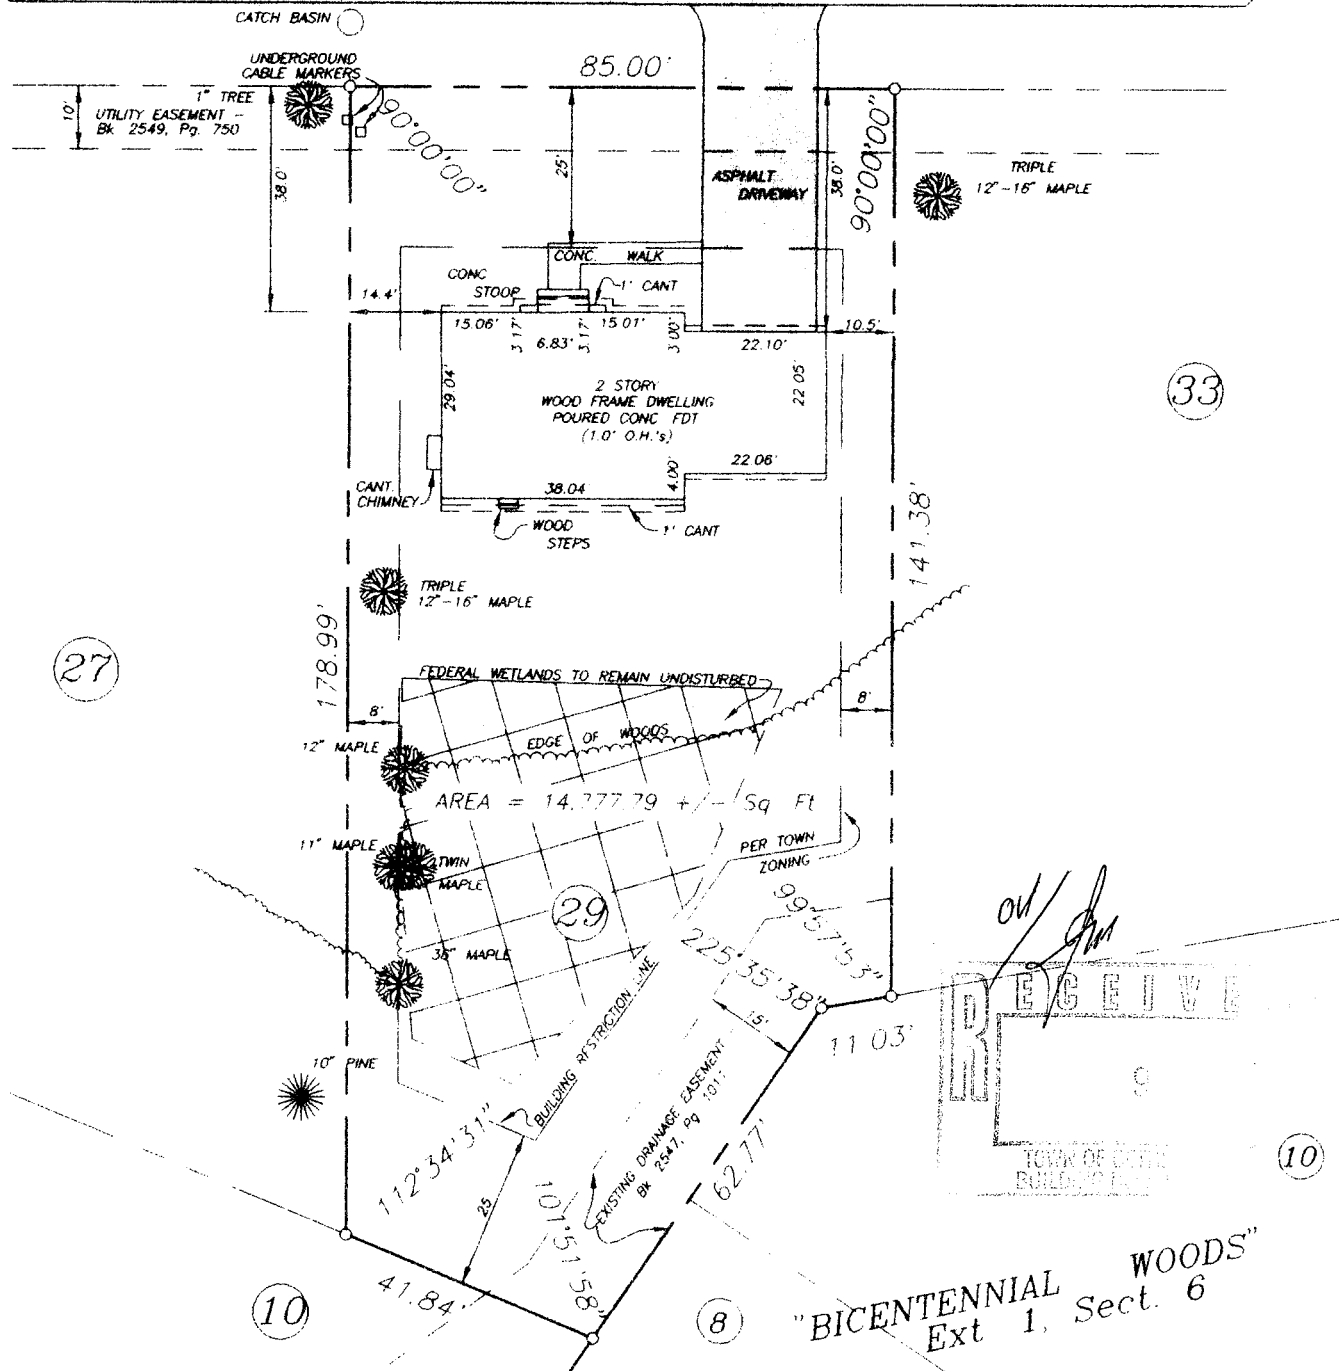 CATCH BASIN
UNDERGROUND
CABLE MARKERS
85.00'
1" TREE
UTILITY EASEMENT -
Bk 2549, Pg. 750
10'
90°00'00"
90°00'00"
38.0'
25'
38.0'
ASPHALT
DRIVEWAY
TRIPLE
12"-16" MAPLE
CONC. WALK
CONC
STOOP
1' CANT
14.4'
10.5'
15.06'
3.17'
6.83'
3.17'
15.01'
3.00'
22.10'
29.04'
22.05'
2 STORY
WOOD FRAME DWELLING
POURED CONC FDT
(1.0' O.H.'s)
33
22.06'
4.00'
38.04
CANT.
CHIMNEY
WOOD
STEPS
1' CANT
141.38'
TRIPLE
12"-16" MAPLE
178.99'
27
FEDERAL WETLANDS TO REMAIN UNDISTURBED
8'
8'
12" MAPLE
EDGE OF WOODS
AREA = 14,777.79 +/- Sq Ft
11" MAPLE
TWIN
MAPLE
PER TOWN
ZONING
29
99°57'53"
225°35'38"
36" MAPLE
BUILDING RESTRICTION LINE
15'
11 03'
RECEIVE
9
10" PINE
EXISTING DRAINAGE EASEMENT
Bk 2547, Pg 1011
62.77'
112°34'31"
25
101°51'58"
TOWN OF
BUILDING
10
41.84'
10
8
"BICENTENNIAL WOODS"
Ext 1, Sect. 6